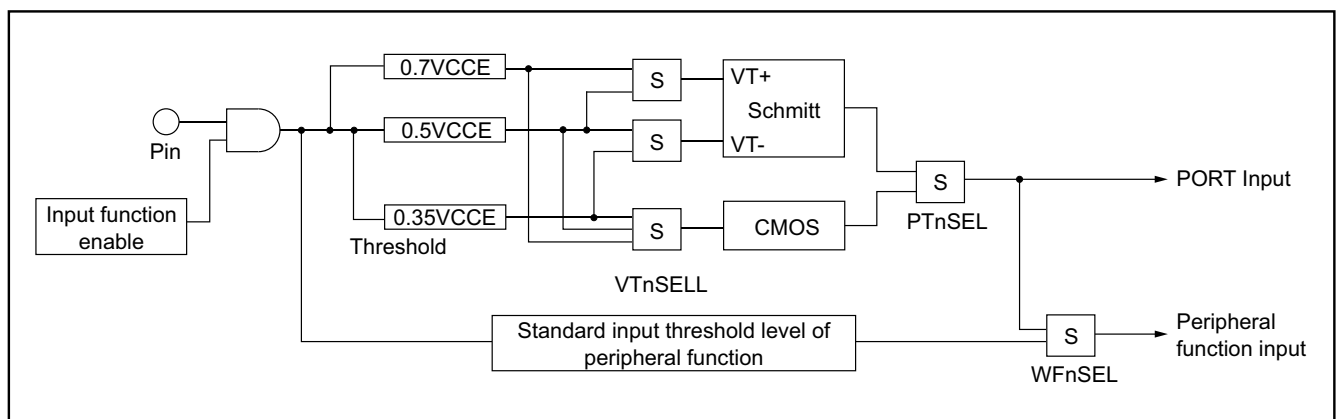 0.7VCCE
S
VT+
Schmitt
Pin
0.5VCCE
S
VT-
S
PORT Input
Input function
enable
0.35VCCE
Threshold
S
CMOS
PTnSEL
VTnSELL
Standard input threshold level of
peripheral function
S
Peripheral
function input
WFnSEL